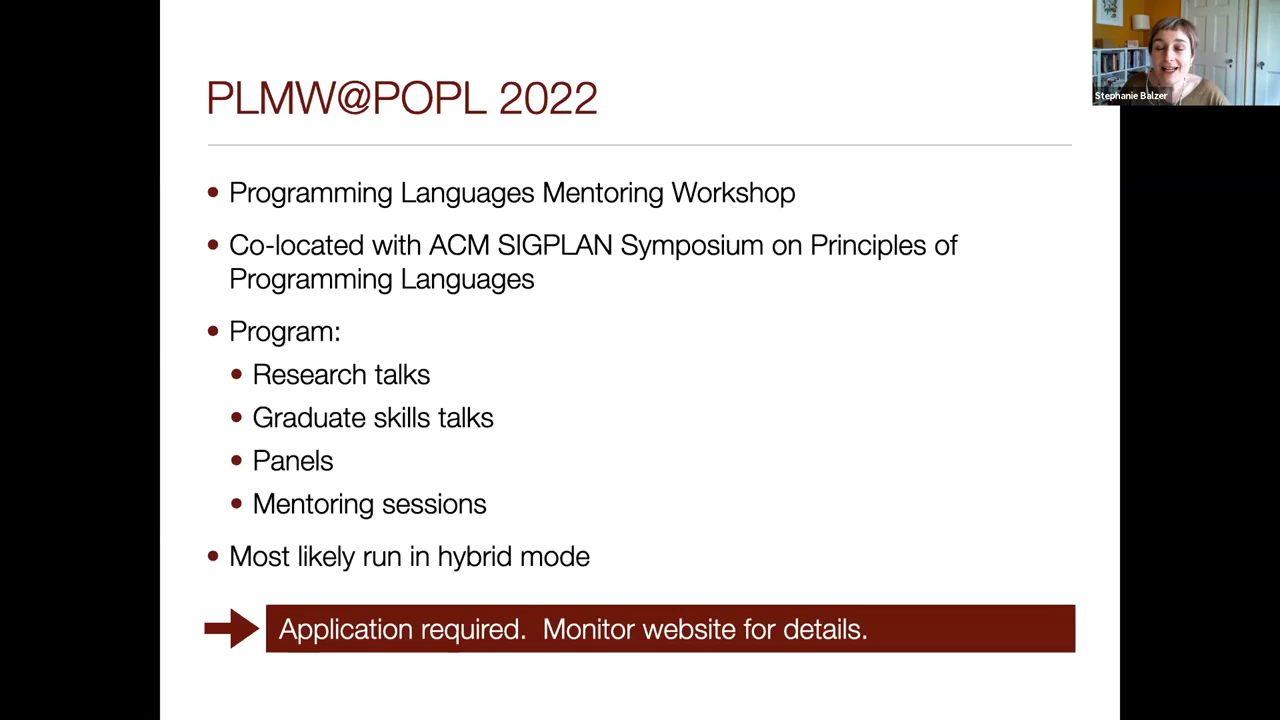 PLMW@POPL 2022
Stephanie Balzer
• Programming Languages Mentoring Workshop
• Co-located with ACM SIGPLAN Symposium on Principles of
Programming Languages
• Program:
• Research talks
• Graduate skills talks
• Panels
• Mentoring sessions
• Most likely run in hybrid mode
Application required. Monitor website for details.